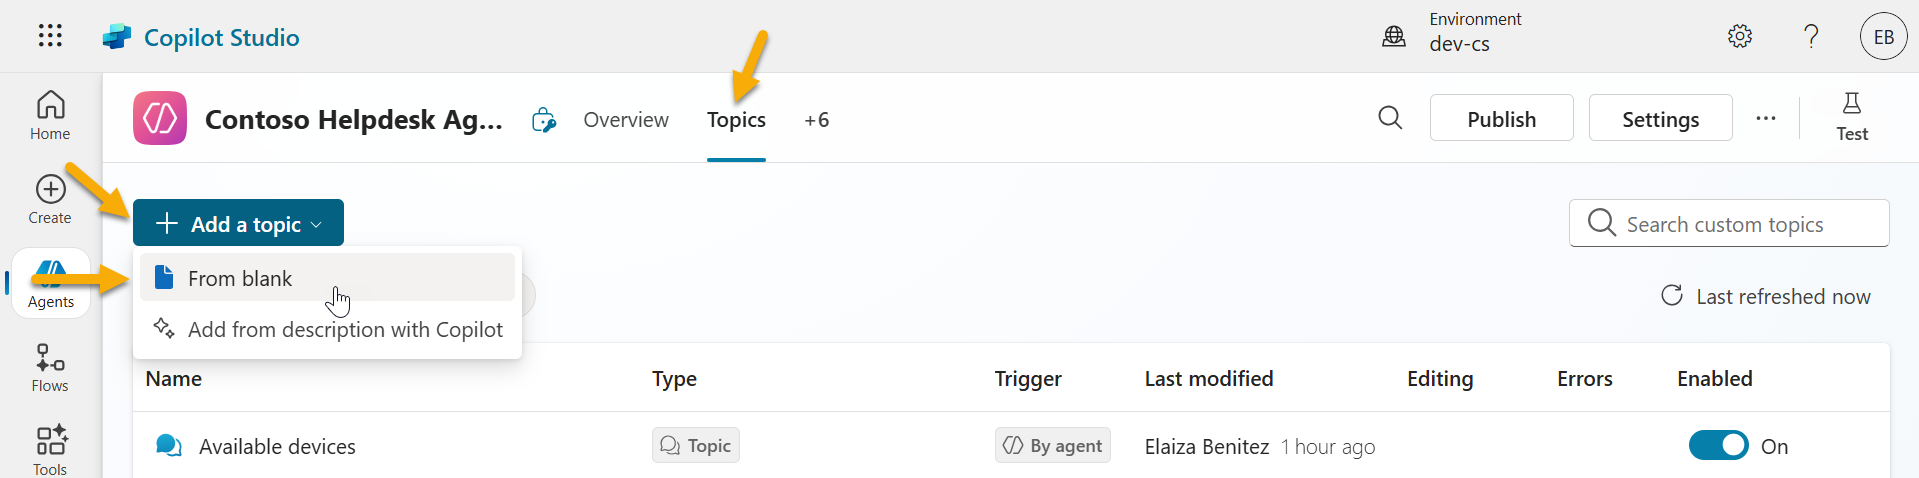 Copilot Studio
Environment
dev-cs
EB
Home
Create
Agents
Flows
Tools
Contoso Helpdesk Ag...
Overview
Topics
+6
Publish
Settings
...
Test
Add a topic
From blank
Add from description with Copilot
Search custom topics
Last refreshed now
Name Type Trigger Last modified Editing Errors Enabled
Available devices Topic By agent Elaiza Benitez 1 hour ago On